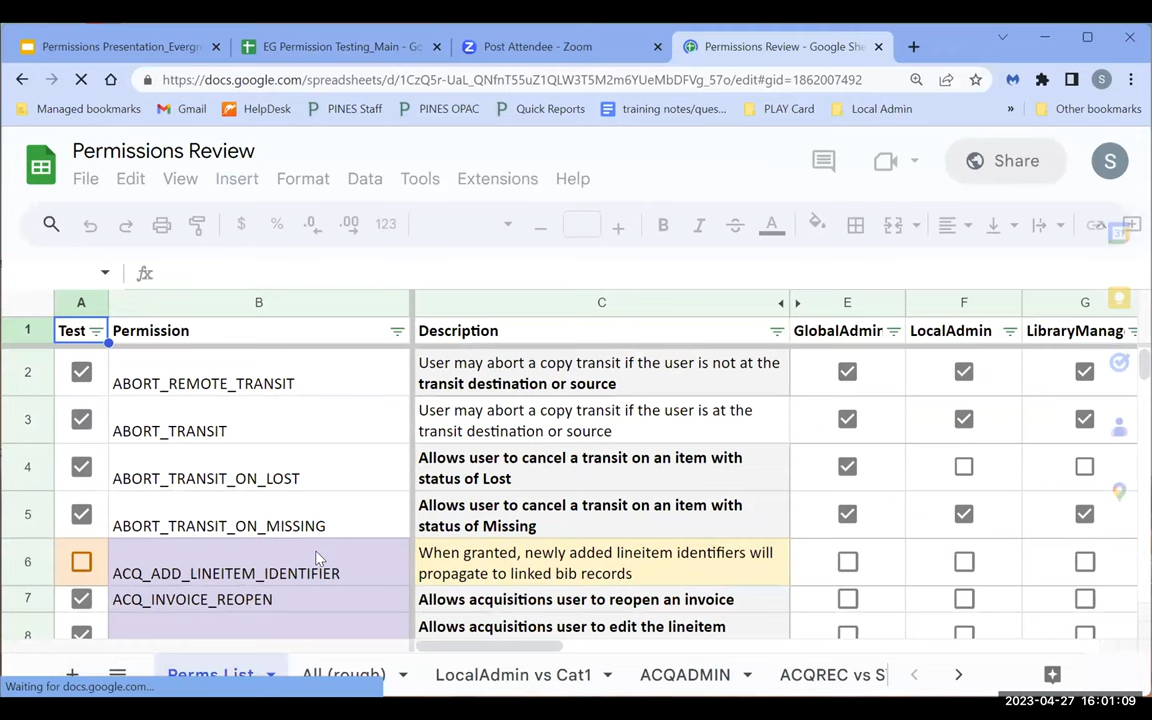 Permissions Presentation_Evergr
EG Permission Testing_Main - Go
Post Attendee - Zoom
Permissions Review - Google She
https://docs.google.com/spreadsheets/d/1CzQ5r-UaL_QNfnT55uZ1QLW3T5M2m6YUeMbDFVg_57o/edit#gid=1862007492
Managed bookmarks
Gmail
HelpDesk
PINES Staff
PINES OPAC
Quick Reports
training notes/ques...
PLAY Card
Local Admin
»
Other bookmarks
Permissions Review
File Edit View Insert Format Data Tools Extensions Help
Share
S
$ % .0 .00 123
B I A
fx
A B C E F G
1 Test Permission Description GlobalAdmir LocalAdmin LibraryManag
2 ABORT_REMOTE_TRANSIT
User may abort a copy transit if the user is not at the
transit destination or source
3 ABORT_TRANSIT
User may abort a copy transit if the user is at the
transit destination or source
4 ABORT_TRANSIT_ON_LOST
Allows user to cancel a transit on an item with
status of Lost
5 ABORT_TRANSIT_ON_MISSING
Allows user to cancel a transit on an item with
status of Missing
6 ACQ_ADD_LINEITEM_IDENTIFIER
When granted, newly added lineitem identifiers will
propagate to linked bib records
7 ACQ_INVOICE_REOPEN Allows acquisitions user to reopen an invoice
8 Allows acquisitions user to edit the lineitem
Perms List
All (rough)
LocalAdmin vs Cat1
ACQADMIN
ACQREC vs S
Waiting for docs.google.com...
2023-04-27 16:01:09